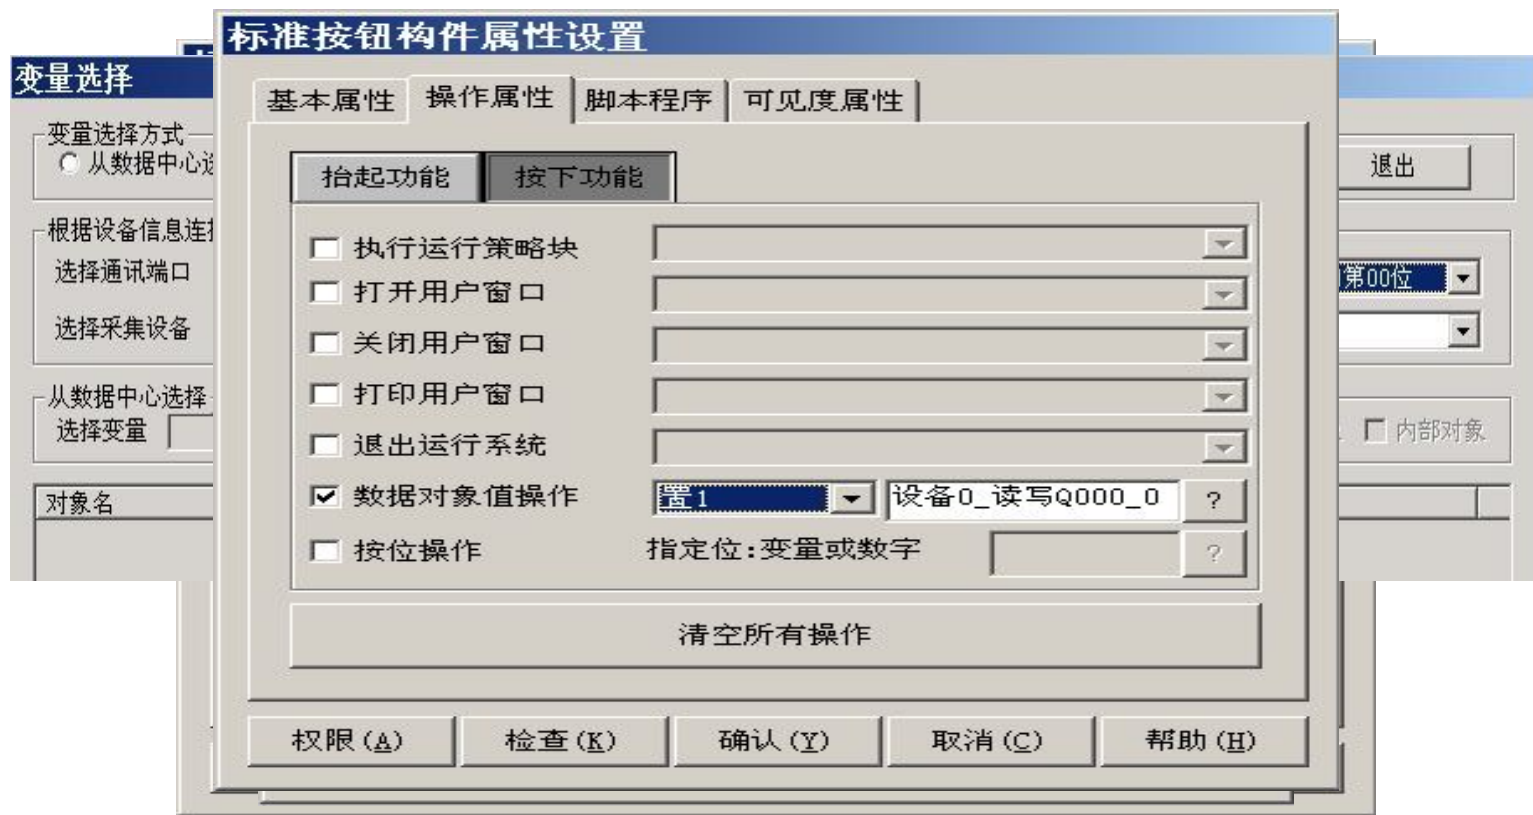 标准按钮构件属性设置
变量选择
基本属性 操作属性 脚本程序 可见度属性
变量选择方式
从数据中心
退出
抬起功能 按下功能
根据设备信息连
执行运行策略块
选择通讯端口
第00位
打开用户窗口
选择采集设备
关闭用户窗口
从数据中心选择
打印用户窗口
选择变量
内部对象
退出运行系统
对象名
数据对象值操作 置1 设备0_读写Q000_0 ?
按位操作 指定位:变量或数字 ?
清空所有操作
权限(A) 检查(K) 确认(Y) 取消(C) 帮助(H)